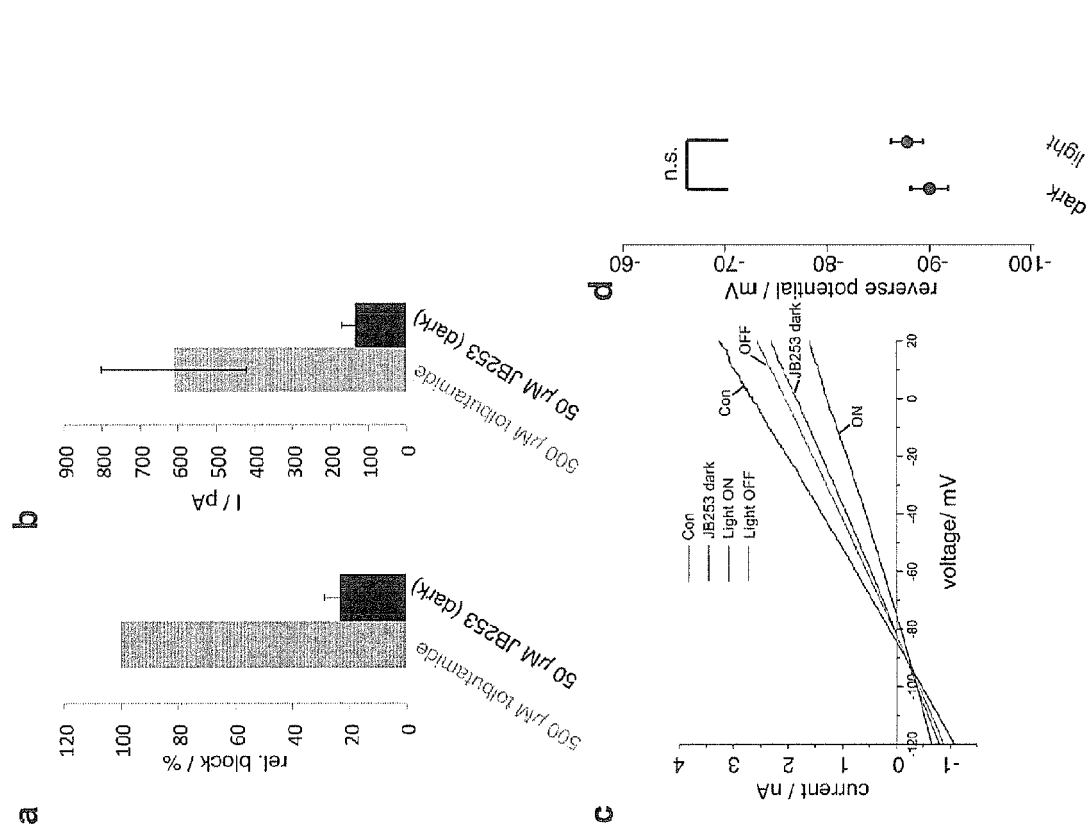 a
120
100
80
60
40
20
0
rel. block / %
500 µM tolbutamide
50 µM JB253 (dark)
b
900
800
700
600
500
400
300
200
100
0
I / pA
500 µM tolbutamide
50 µM JB253 (dark)
c
4
3
2
1
0
-1
current / nA
-120
-100
-80
-60
-40
-20
0
20
voltage/ mV
Con
JB253 dark
Light ON
Light OFF
Con
OFF
JB253 dark
ON
d
-60
-70
-80
-90
-100
reverse potential / mV
n.s.
dark
light